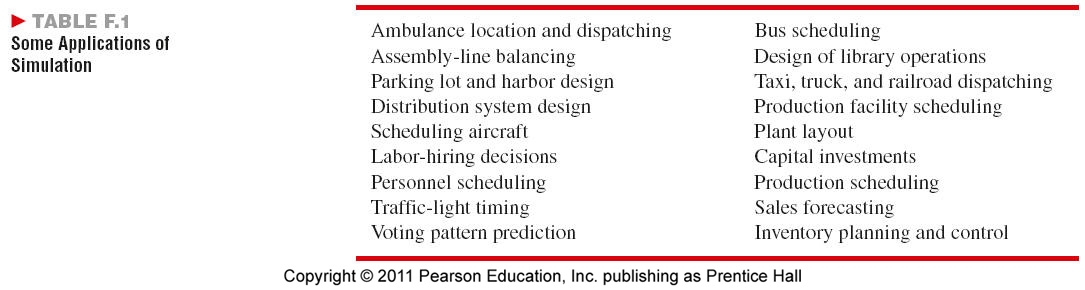 ▶ TABLE F.1
Some Applications of
Simulation
Ambulance location and dispatching
Assembly-line balancing
Parking lot and harbor design
Distribution system design
Scheduling aircraft
Labor-hiring decisions
Personnel scheduling
Traffic-light timing
Voting pattern prediction
Bus scheduling
Design of library operations
Taxi, truck, and railroad dispatching
Production facility scheduling
Plant layout
Capital investments
Production scheduling
Sales forecasting
Inventory planning and control
Copyright © 2011 Pearson Education, Inc. publishing as Prentice Hall